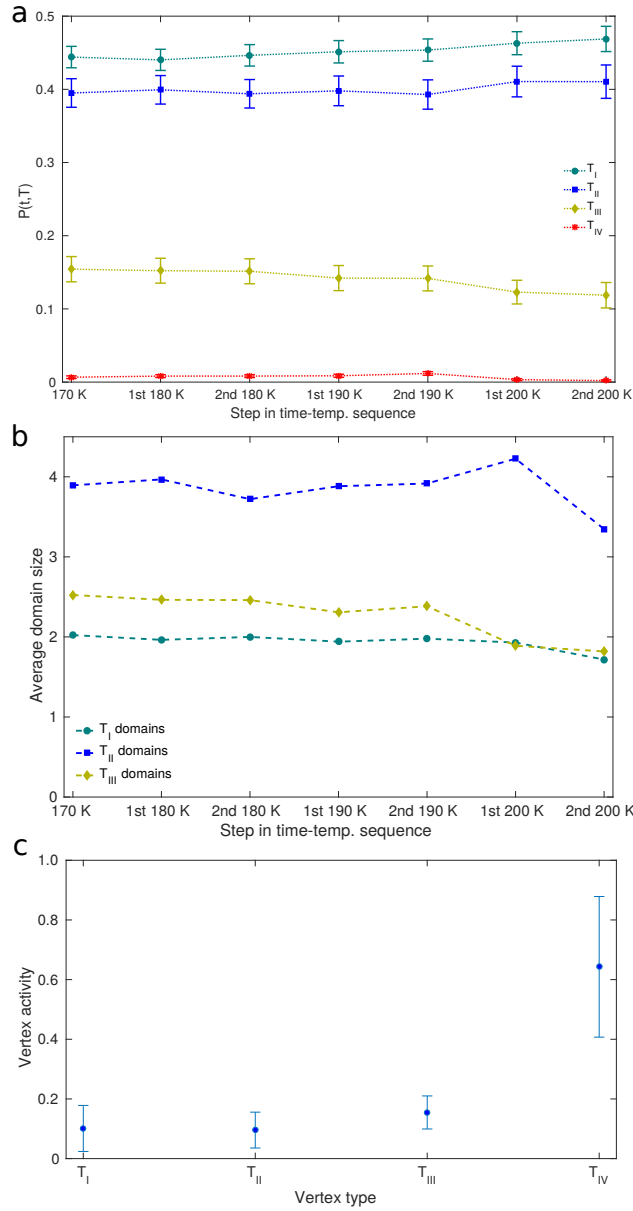 a
0.5
0.4
0.3
0.2
0.1
0
P(t,T)
T_I
T_II
T_III
T_IV
170 K 1st 180 K 2nd 180 K 1st 190 K 2nd 190 K 1st 200 K 2nd 200 K
Step in time-temp. sequence
b
4
3
2
1
0
Average domain size
T_I domains
T_II domains
T_III domains
170 K 1st 180 K 2nd 180 K 1st 190 K 2nd 190 K 1st 200 K 2nd 200 K
Step in time-temp. sequence
c
1.0
0.8
0.6
0.4
0.2
0
Vertex activity
T_I T_II T_III T_IV
Vertex type